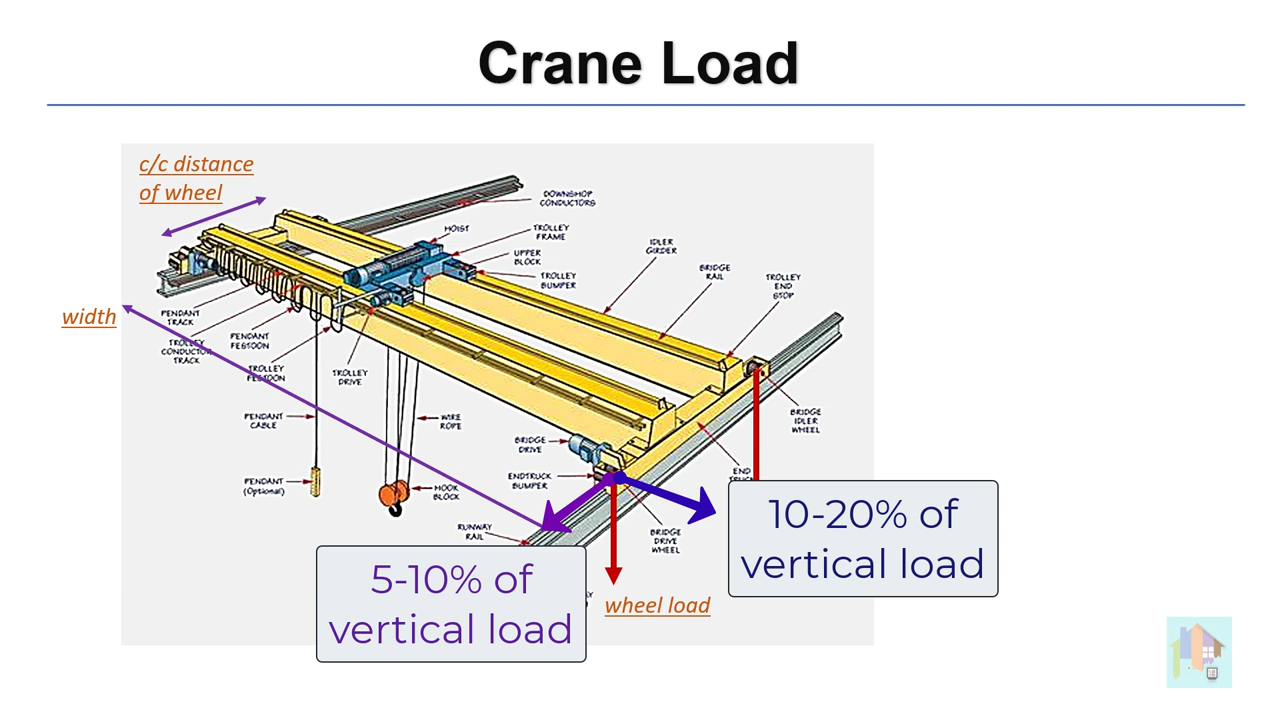 Crane Load
c/c distance
of wheel
DOWNSHOP
CONDUCTORS
HOIST
TROLLEY
FRAME
UPPER
BLOCK
TROLLEY
BUMPER
IDLER
GIRDER
BRIDGE
RAIL
TROLLEY
END
STOP
width
PENDANT
TRACK
TROLLEY
CONDUCTOR
TRACK
PENDANT
FESTOON
TROLLEY
FESTOON
TROLLEY
DRIVE
PENDANT
CABLE
WIRE
ROPE
BRIDGE
DRIVE
BRIDGE
IDLER
WHEEL
PENDANT
(Optional)
HOOK
BLOCK
ENDTRUCK
BUMPER
END
RUNWAY
RAIL
BRIDGE
DRIVE
WHEEL
10-20% of
vertical load
5-10% of
vertical load
wheel load